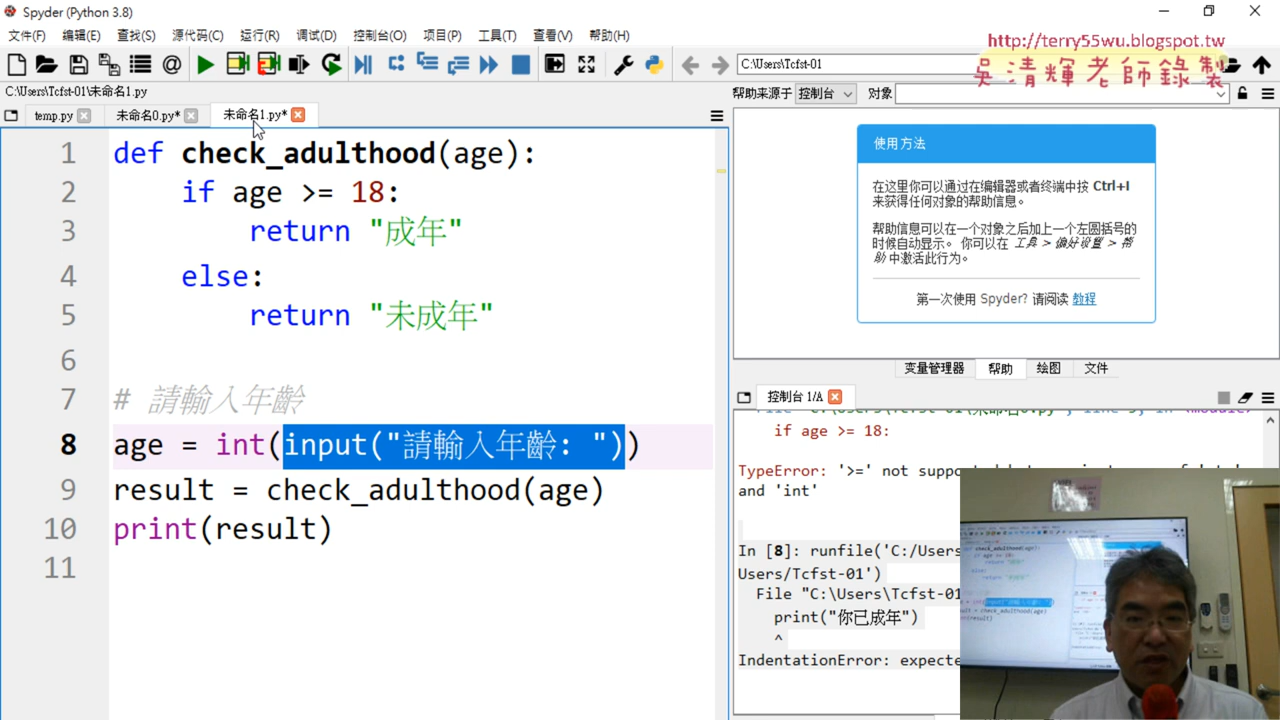 Spyder (Python 3.8)
文件(F) 编辑(E) 查找(S) 源代码(C) 运行(R) 调试(D) 控制台(O) 项目(P) 工具(T) 查看(V) 帮助(H)
http://terry55wu.blogspot.tw
吳清輝老師錄製
C:\Users\Tcfst-01
C:\Users\Tcfst-01\未命名1.py
temp.py 未命名0.py* 未命名1.py*
帮助来源于 控制台 对象
1 def check_adulthood(age):
2 if age >= 18:
3 return "成年"
4 else:
5 return "未成年"
6
7 # 請輸入年齡
8 age = int(input("請輸入年齡: "))
9 result = check_adulthood(age)
10 print(result)
11
使用方法
在这里你可以通过在编辑器或者终端中按 Ctrl+I
来获得任何对象的帮助信息。
帮助信息可以在一个对象之后加上一个左圆括号的
时候自动显示。 你可以在 工具 > 偏好设置 > 帮
助 中激活此行为。
第一次使用 Spyder? 请阅读 教程
变量管理器 帮助 绘图 文件
控制台 1/A
if age >= 18:
TypeError: '>=' not
and 'int'
In [8]: runfile('C:/Users
Users/Tcfst-01')
File "C:\Users\Tcfst-01
print("你已成年")
^
IndentationError: expecte